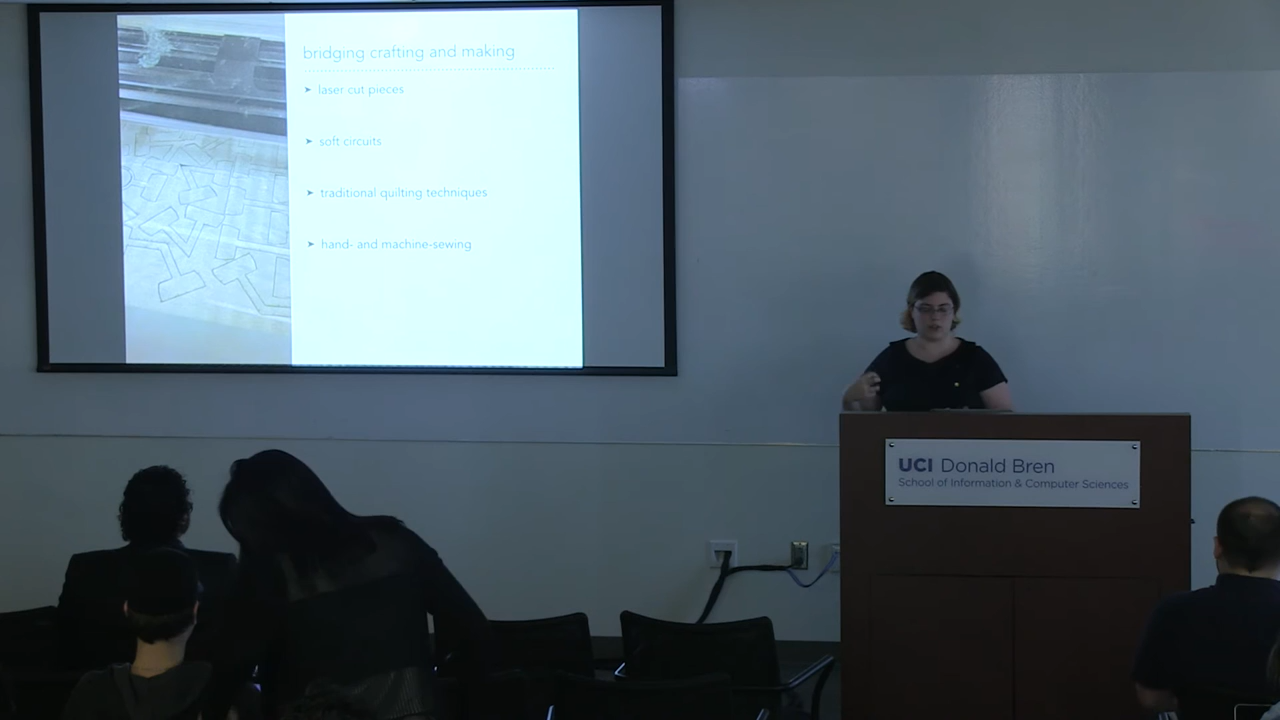 bridging crafting and making
➤ laser cut pieces
➤ soft circuits
➤ traditional quilting techniques
➤ hand- and machine-sewing
UCI Donald Bren
School of Information & Computer Sciences